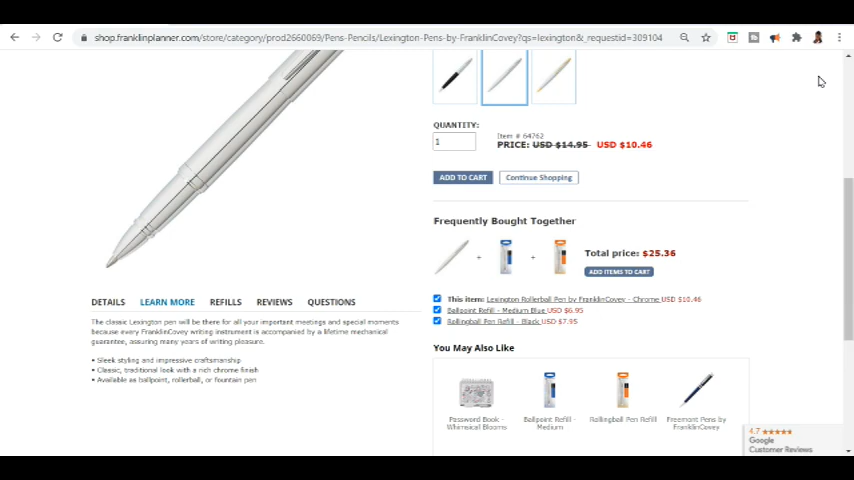 shop.franklinplanner.com/store/category/prod2660069/Pens-Pencils/Lexington-Pens-by-FranklinCovey?qs=lexington&_requestid=309104
QUANTITY:
1
Item # 64762
PRICE: USD $14.95 USD $10.46
ADD TO CART
Continue Shopping
Frequently Bought Together
+
+
Total price: $25.36
ADD ITEMS TO CART
This item: Lexington Rollerball Pen by FranklinCovey - Chrome USD $10.46
Ballpoint Refill - Medium Blue USD $6.95
Rollingball Pen Refill - Black USD $7.95
DETAILS LEARN MORE REFILLS REVIEWS QUESTIONS
The classic Lexington pen will be there for all your important meetings and special moments
because every FranklinCovey writing instrument is accompanied by a lifetime mechanical
guarantee, assuring many years of writing pleasure.
• Sleek styling and impressive craftsmanship
• Classic, traditional look with a rich chrome finish
• Available as ballpoint, rollerball, or fountain pen
You May Also Like
Password Book -
Whimsical Blooms
Ballpoint Refill -
Medium
Rollingball Pen Refill
Freemont Pens by
FranklinCovey
4.7 ★★★★★
Google
Customer Reviews